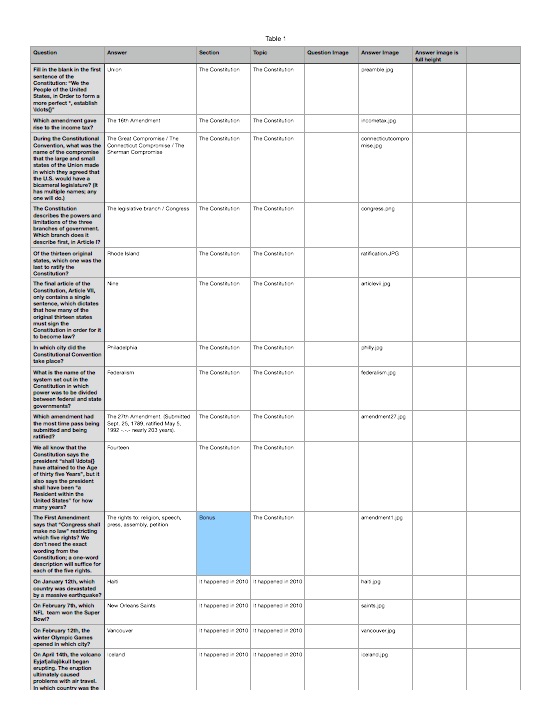 Table 1
Question Answer Section Topic Question Image Answer Image Answer image is
full height
Fill in the blank in the first Union The Constitution The Constitution preamble.jpg
sentence of the
Constitution: "We the
People of the United
States, in Order to form a
more perfect *, establish
\ldots{}"
Which amendment gave The 16th Amendment The Constitution The Constitution incometax.jpg
rise to the income tax?
During the Constitutional The Great Compromise / The The Constitution The Constitution connecticutcompro
Convention, what was the Connecticut Compromise / The mise.jpg
name of the compromise Sherman Compromise
that the large and small
states of the Union made
in which they agreed that
the U.S. would have a
bicameral legislature? (It
has multiple names; any
one will do.)
The Constitution The legislative branch / Congress The Constitution The Constitution congress.png
describes the powers and
limitations of the three
branches of government.
Which branch does it
describe first, in Article I?
Of the thirteen original Rhode Island The Constitution The Constitution ratification.JPG
states, which one was the
last to ratify the
Constitution?
The final article of the Nine The Constitution The Constitution articlevii.jpg
Constitution, Article VII,
only contains a single
sentence, which dictates
that how many of the
original thirteen states
must sign the
Constitution in order for it
to become law?
In which city did the Philadelphia The Constitution The Constitution philly.jpg
Constitutional Convention
take place?
What is the name of the Federalism The Constitution The Constitution federalism.jpg
system set out in the
Constitution in which
power was to be divided
between federal and state
governments?
Which amendment had The 27th Amendment (Submitted The Constitution The Constitution amendment27.jpg
the most time pass being Sept. 25, 1789, ratified May 5,
submitted and being 1992 -.-.- nearly 203 years).
ratified?
We all know that the Fourteen The Constitution The Constitution
Constitution says the
president "shall \ldots{}
have attained to the Age
of thirty five Years", but it
also says the president
shall have been "a
Resident within the
United States" for how
many years?
The First Amendment The rights to: religion, speech, Bonus The Constitution amendment1.jpg
says that "Congress shall press, assembly, petition
make no law" restricting
which five rights? We
don't need the exact
wording from the
Constitution; a one-word
description will suffice for
each of the five rights.
On January 12th, which Haiti It happened in 2010 It happened in 2010 haiti.jpg
country was devastated
by a massive earthquake?
On February 7th, which New Orleans Saints It happened in 2010 It happened in 2010 saints.jpg
NFL team won the Super
Bowl?
On February 12th, the Vancouver It happened in 2010 It happened in 2010 vancouver.jpg
winter Olympic Games
opened in which city?
On April 14th, the volcano Iceland It happened in 2010 It happened in 2010 iceland.jpg
Eyjafjallajökull began
erupting. The eruption
ultimately caused
problems with air travel.
In which country was the